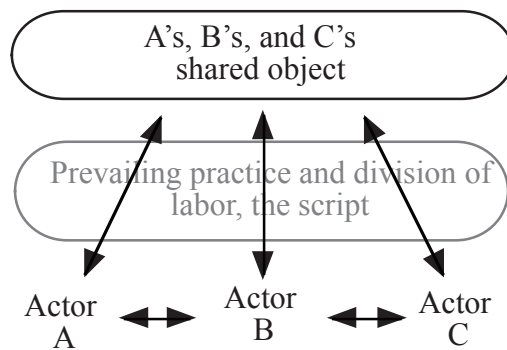 A’s, B’s, and C’s
shared object
Prevailing practice and division of
labor, the script
Actor
A
Actor
B
Actor
C